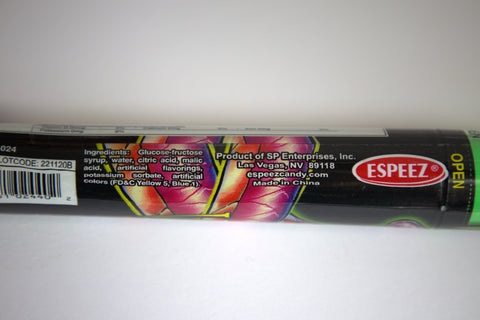 024
LOTCODE: 221120B
Ingredients: Glucose-fructose
syrup, water, citric acid, malic
acid, artificial flavorings,
potassium sorbate, artificial
colors (FD&C Yellow 5, Blue 1).
Product of SP Enterprises, Inc.
Las Vegas, NV 89118
espeezcandy.com
Made in China
ESPEEZ®
OPEN